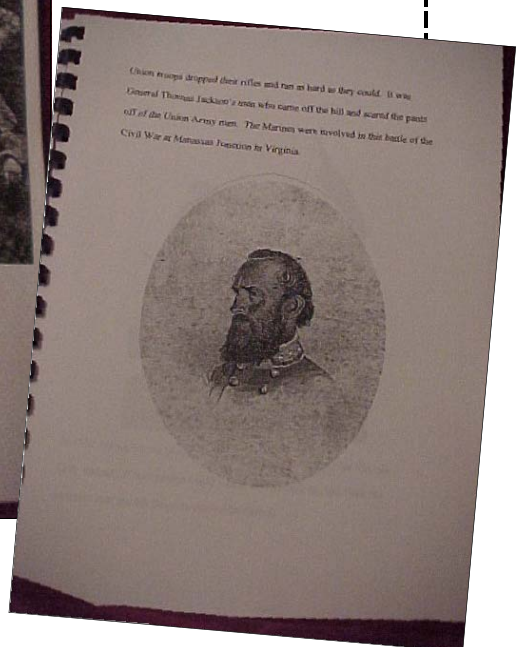 Union troops dropped their rifles and ran as hard as they could. It was
General Thomas Jackson's men who came off the hill and scared the pants
off of the Union Army men. The Marines were involved in this battle of the
Civil War at Manassas Junction in Virginia.